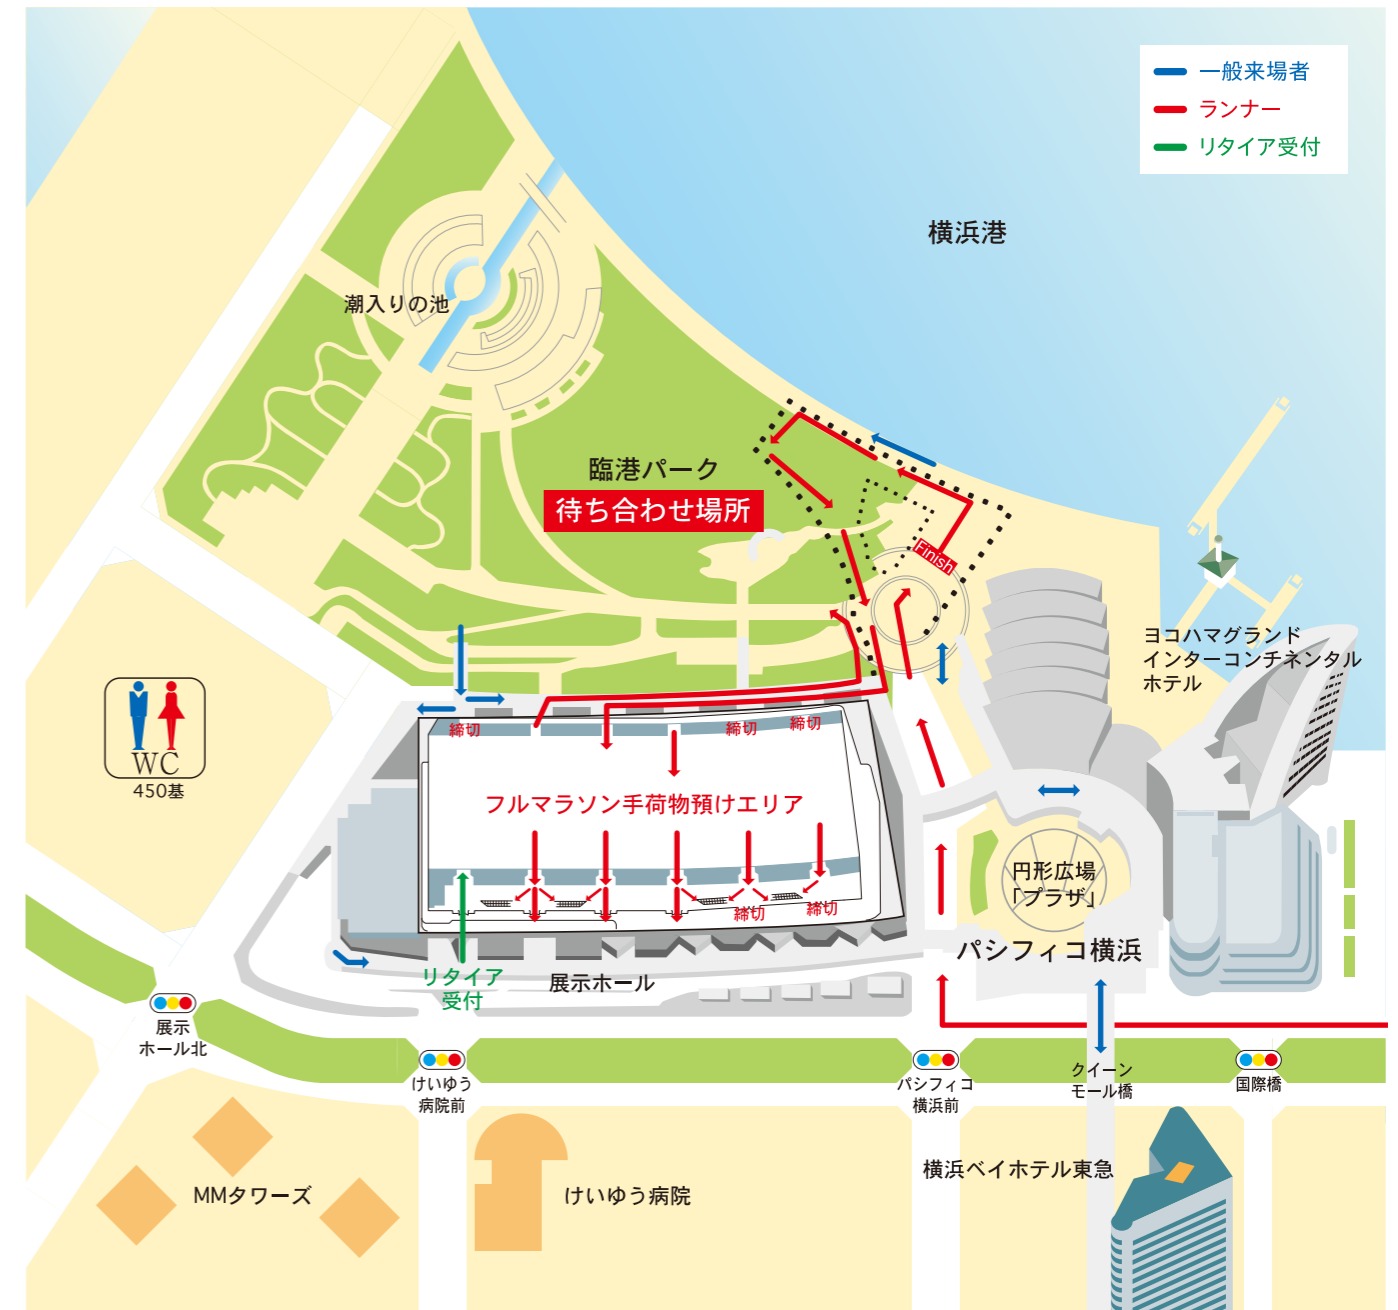 一般来場者
ランナー
リタイア受付
横浜港
潮入りの池
臨港パーク
待ち合わせ場所
Finish
ヨコハマグランド
インターコンチネンタル
ホテル
WC
450基
締切
締切
締切
フルマラソン手荷物預けエリア
円形広場
「プラザ」
締切
締切
パシフィコ横浜
リタイア
受付
展示ホール
展示
ホール北
けいゆう
病院前
パシフィコ
横浜前
クイーン
モール橋
国際橋
横浜ベイホテル東急
MMタワーズ
けいゆう病院